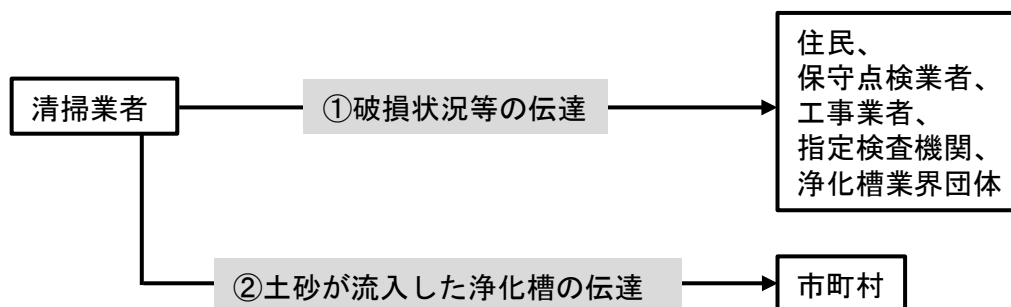 清掃業者
①破損状況等の伝達
住民、
保守点検業者、
工事業者、
指定検査機関、
浄化槽業界団体
②土砂が流入した浄化槽の伝達
市町村